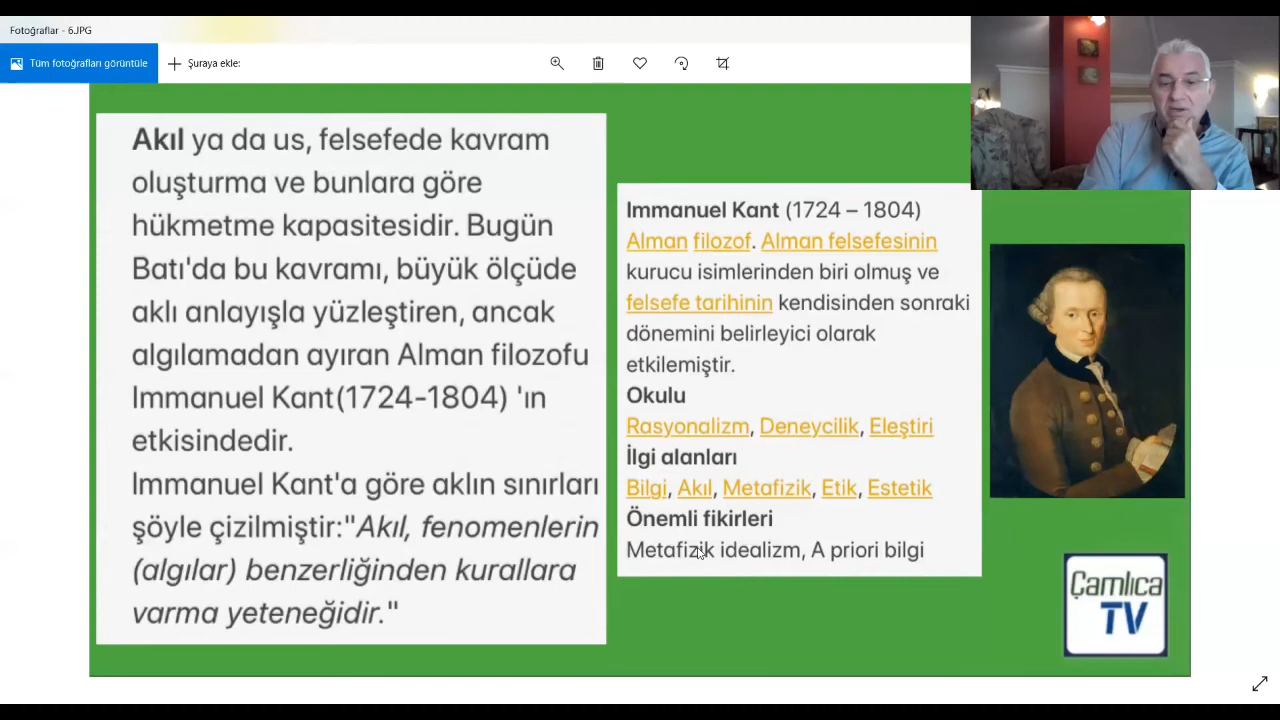 Fotoğraflar - 6.JPG
Tüm fotoğrafları görüntüle
Şuraya ekle:
Akıl ya da us, felsefede kavram
oluşturma ve bunlara göre
hükmetme kapasitesidir. Bugün
Batı'da bu kavramı, büyük ölçüde
aklı anlayışla yüzleştiren, ancak
algılamadan ayıran Alman filozofu
Immanuel Kant(1724-1804) 'ın
etkisindedir.
Immanuel Kant'a göre aklın sınırları
şöyle çizilmiştir:"Akıl, fenomenlerin
(algılar) benzerliğinden kurallara
varma yeteneğidir."
Immanuel Kant (1724 – 1804)
Alman filozof. Alman felsefesinin
kurucu isimlerinden biri olmuş ve
felsefe tarihinin kendisinden sonraki
dönemini belirleyici olarak
etkilemiştir.
Okulu
Rasyonalizm, Deneycilik, Eleştiri
İlgi alanları
Bilgi, Akıl, Metafizik, Etik, Estetik
Önemli fikirleri
Metafizik idealizm, A priori bilgi
Çamlıca
TV